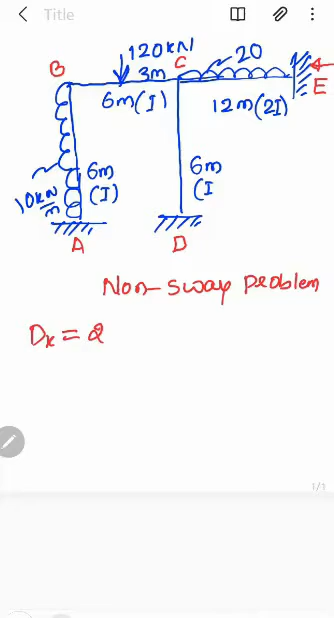 Title
120kN
B
3m
C
20
6m(I)
12m(2I)
E
6m
(I)
10kN/m
6m
(I
A
D
Non-sway problem
Dk = 2
1/1